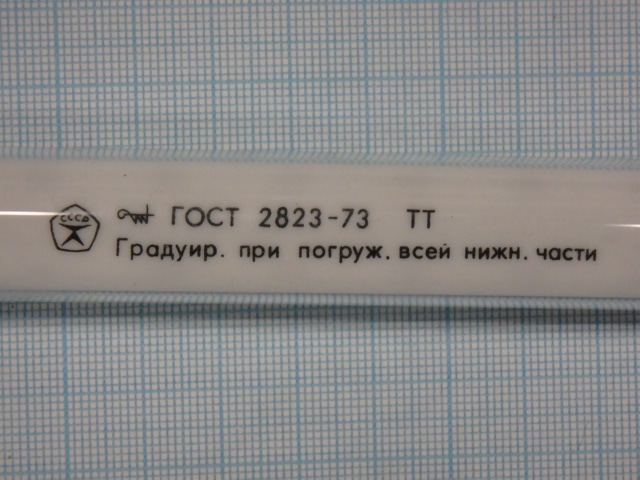 СССР ГОСТ 2823-73 ТТ
Градуир. при погруж. всей нижн. части